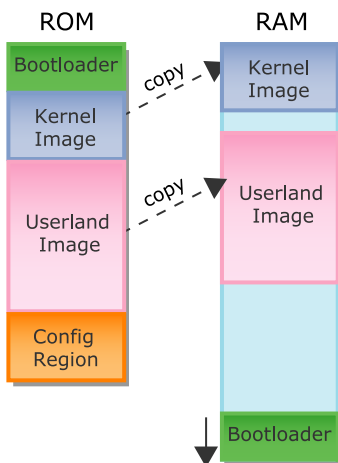 ROM
RAM
Bootloader
Kernel
Image
copy
Kernel
Image
Userland
Image
copy
Userland
Image
Config
Region
Bootloader